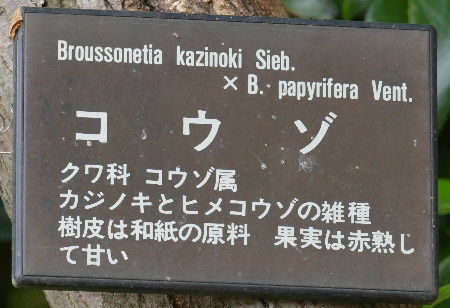 Broussonetia kazinoki Sieb.
× B. papyrifera Vent.
コウゾ
クワ科 コウゾ属
カジノキとヒメコウゾの雑種
樹皮は和紙の原料 果実は赤熟し
て甘い